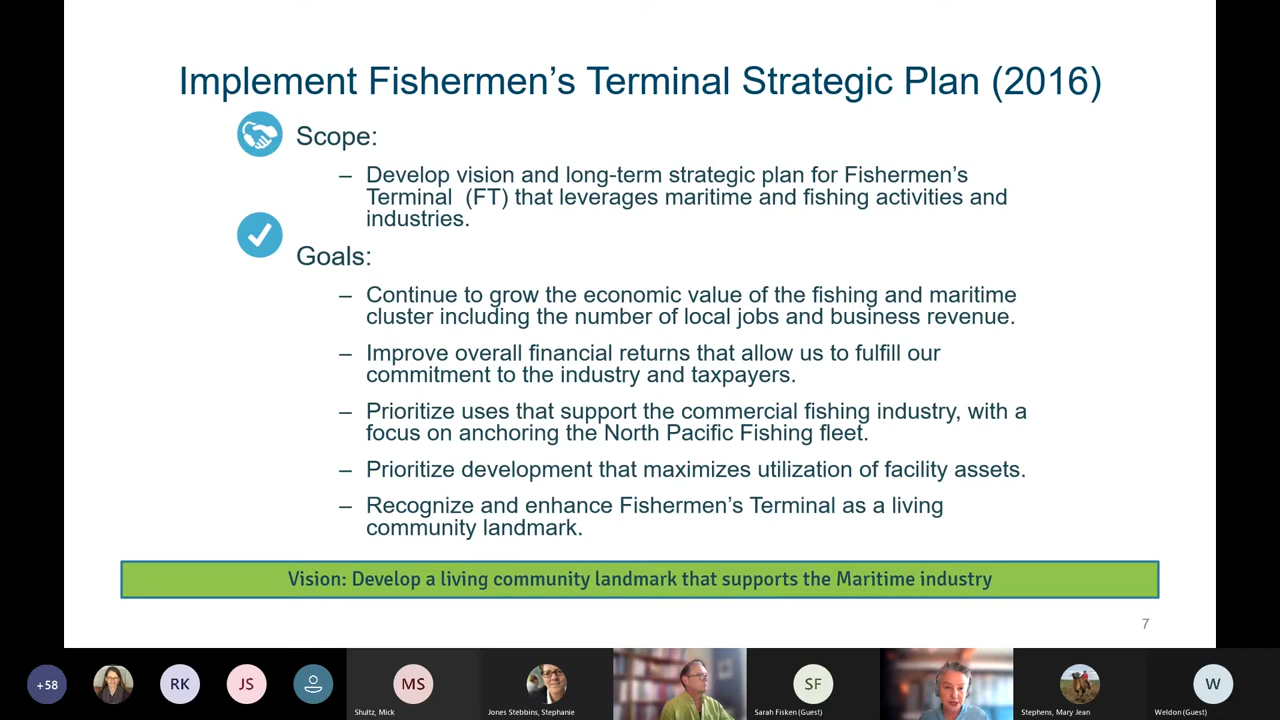 Implement Fishermen’s Terminal Strategic Plan (2016)
Scope:
– Develop vision and long-term strategic plan for Fishermen’s
Terminal (FT) that leverages maritime and fishing activities and
industries.
Goals:
– Continue to grow the economic value of the fishing and maritime
cluster including the number of local jobs and business revenue.
– Improve overall financial returns that allow us to fulfill our
commitment to the industry and taxpayers.
– Prioritize uses that support the commercial fishing industry, with a
focus on anchoring the North Pacific Fishing fleet.
– Prioritize development that maximizes utilization of facility assets.
– Recognize and enhance Fishermen’s Terminal as a living
community landmark.
Vision: Develop a living community landmark that supports the Maritime industry
7
+58
RK
JS
MS
SF
W
Shultz, Mick
Jones Stebbins, Stephanie
Sarah Fisken (Guest)
Stephens, Mary Jean
Weldon (Guest)